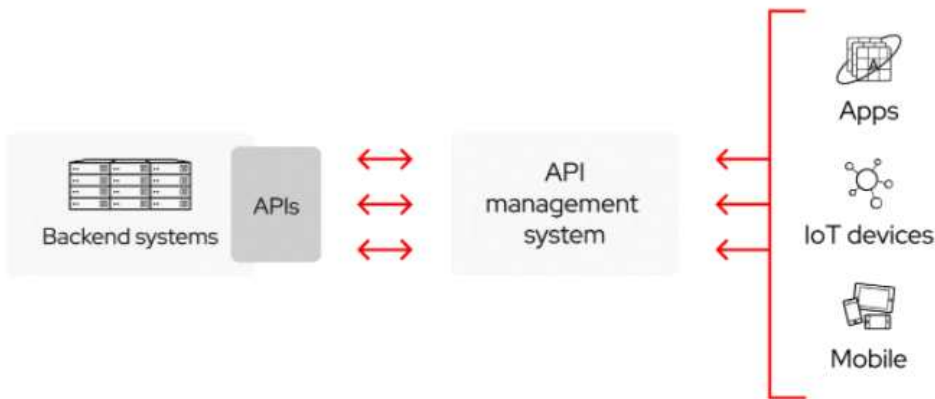 Backend systems
APIs
API
management
system
Apps
IoT devices
Mobile